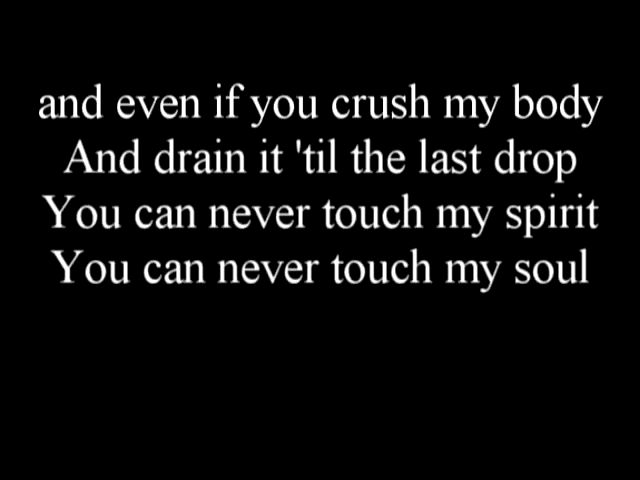 and even if you crush my body
And drain it 'til the last drop
You can never touch my spirit
You can never touch my soul